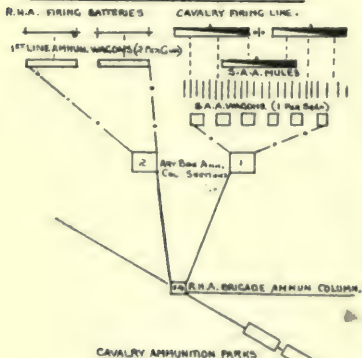 R.H.A. FIRING BATTERIES
CAVALRY FIRING LINE.
1ST LINE AMMUN. WAGONS (2 PER GUN)
S.A.A. MULES
S.A.A. WAGONS. (1 PER SQDN)
2
ARTY BDE AMM. COL SECTIONS
1
R.H.A. BRIGADE AMMUN COLUMN.
CAVALRY AMMUNITION PARKS